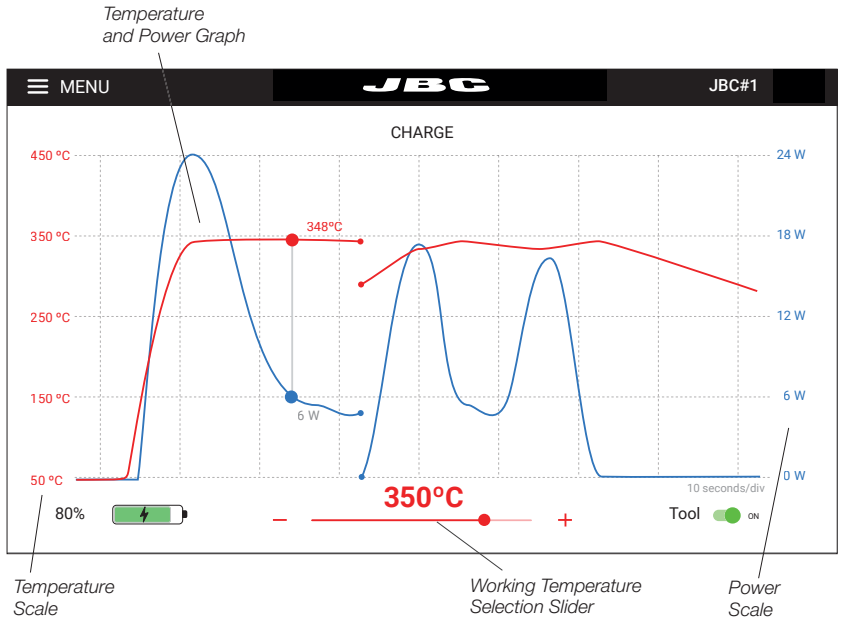 Temperature
and Power Graph
MENU
JBC
JBC#1
CHARGE
450 ºC
24 W
350 ºC
348ºC
18 W
250 ºC
12 W
150 ºC
6 W
6 W
50 ºC
0 W
10 seconds/div
350ºC
80%
−
+
Tool
ON
Temperature
Scale
Working Temperature
Selection Slider
Power
Scale